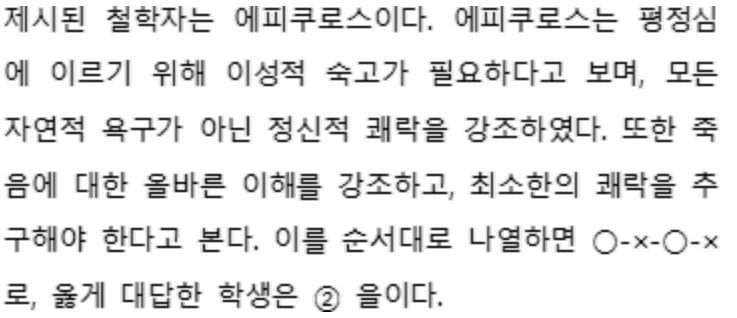 제시된 철학자는 에피쿠로스이다. 에피쿠로스는 평정심
에 이르기 위해 이성적 숙고가 필요하다고 보며, 모든
자연적 욕구가 아닌 정신적 쾌락을 강조하였다. 또한 죽
음에 대한 올바른 이해를 강조하고, 최소한의 쾌락을 추
구해야 한다고 본다. 이를 순서대로 나열하면 ○-×-○-×
로, 옳게 대답한 학생은 ② 을이다.